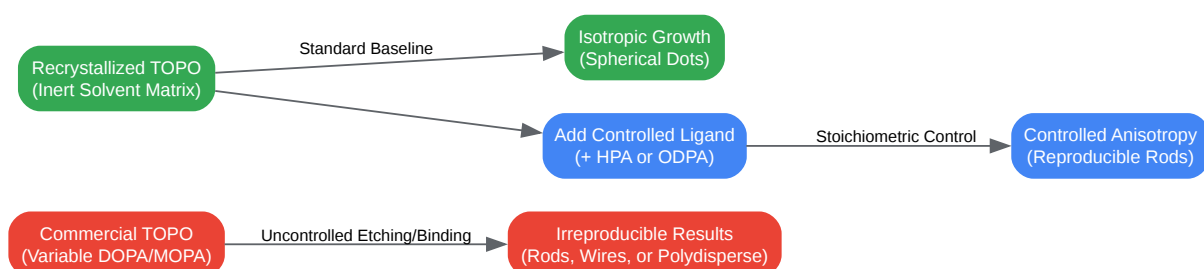 Recrystallized TOPO
(Inert Solvent Matrix)
Standard Baseline
Isotropic Growth
(Spherical Dots)
Add Controlled Ligand
(+ HPA or ODPA)
Stoichiometric Control
Controlled Anisotropy
(Reproducible Rods)
Commercial TOPO
(Variable DOPA/MOPA)
Uncontrolled Etching/Binding
Irreproducible Results
(Rods, Wires, or Polydisperse)